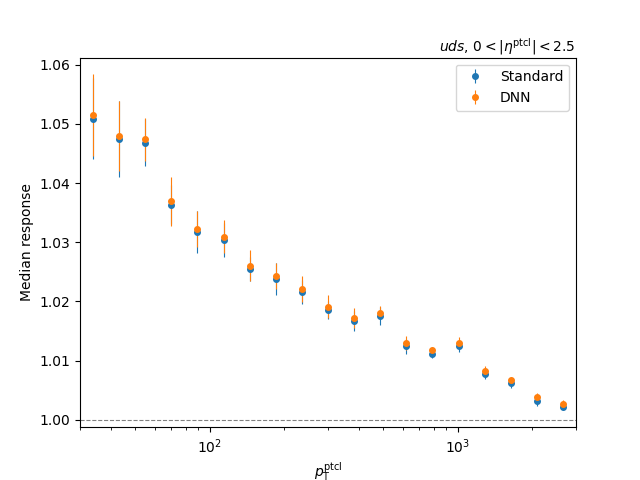 uds, 0 < |η^ptcl| < 2.5
1.06
1.05
1.04
1.03
1.02
1.01
1.00
Median response
Standard
DNN
10^2
10^3
p_T^ptcl